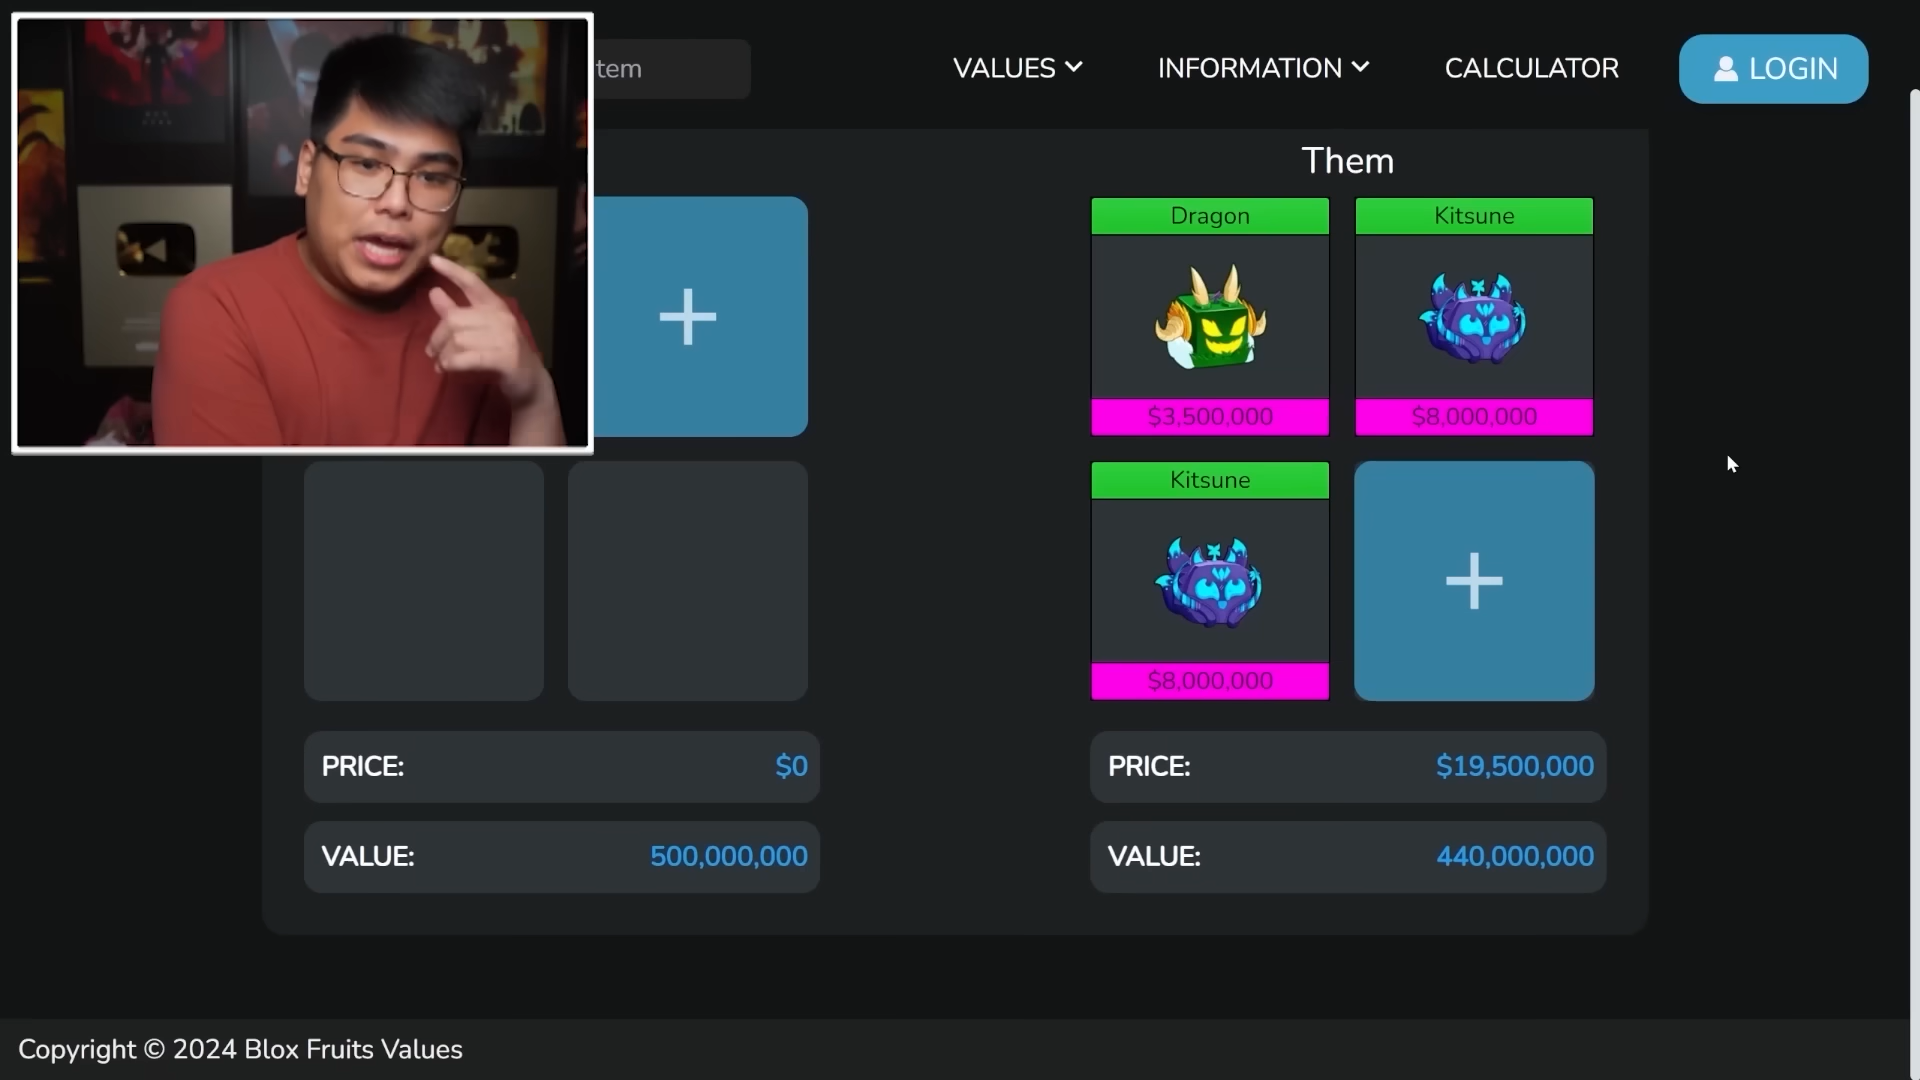 tem
VALUES
INFORMATION
CALCULATOR
LOGIN
Them
Dragon
Kitsune
$3,500,000
$8,000,000
Kitsune
$8,000,000
PRICE:
$0
PRICE:
$19,500,000
VALUE:
500,000,000
VALUE:
440,000,000
Copyright © 2024 Blox Fruits Values